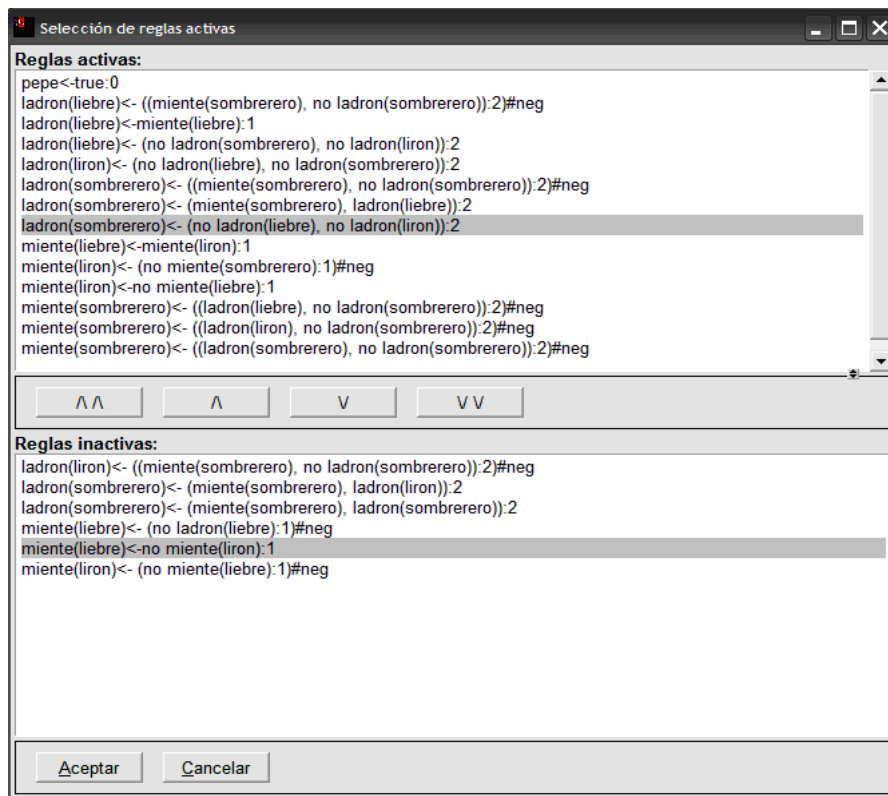 Selección de reglas activas
Reglas activas:
pepe<-true:0
ladron(liebre)<- ((miente(sombrerero), no ladron(sombrerero)):2)#neg
ladron(liebre)<-miente(liebre):1
ladron(liebre)<- (no ladron(sombrerero), no ladron(liron)):2
ladron(liron)<- (no ladron(liebre), no ladron(sombrerero)):2
ladron(sombrerero)<- ((miente(sombrerero), no ladron(sombrerero)):2)#neg
ladron(sombrerero)<- (miente(sombrerero), ladron(liebre)):2
ladron(sombrerero)<- (no ladron(liebre), no ladron(liron)):2
miente(liebre)<-miente(liron):1
miente(liron)<- (no miente(sombrerero):1)#neg
miente(liron)<-no miente(liebre):1
miente(sombrerero)<- ((ladron(liebre), no ladron(sombrerero)):2)#neg
miente(sombrerero)<- ((ladron(liron), no ladron(sombrerero)):2)#neg
miente(sombrerero)<- ((ladron(sombrerero), no ladron(sombrerero)):2)#neg
/\ /\ /\ \/ \/ \/
Reglas inactivas:
ladron(liron)<- ((miente(sombrerero), no ladron(sombrerero)):2)#neg
ladron(sombrerero)<- (miente(sombrerero), ladron(liron)):2
ladron(sombrerero)<- (miente(sombrerero), ladron(sombrerero)):2
miente(liebre)<- (no ladron(liebre):1)#neg
miente(liebre)<-no miente(liron):1
miente(liron)<- (no miente(liebre):1)#neg
Aceptar Cancelar